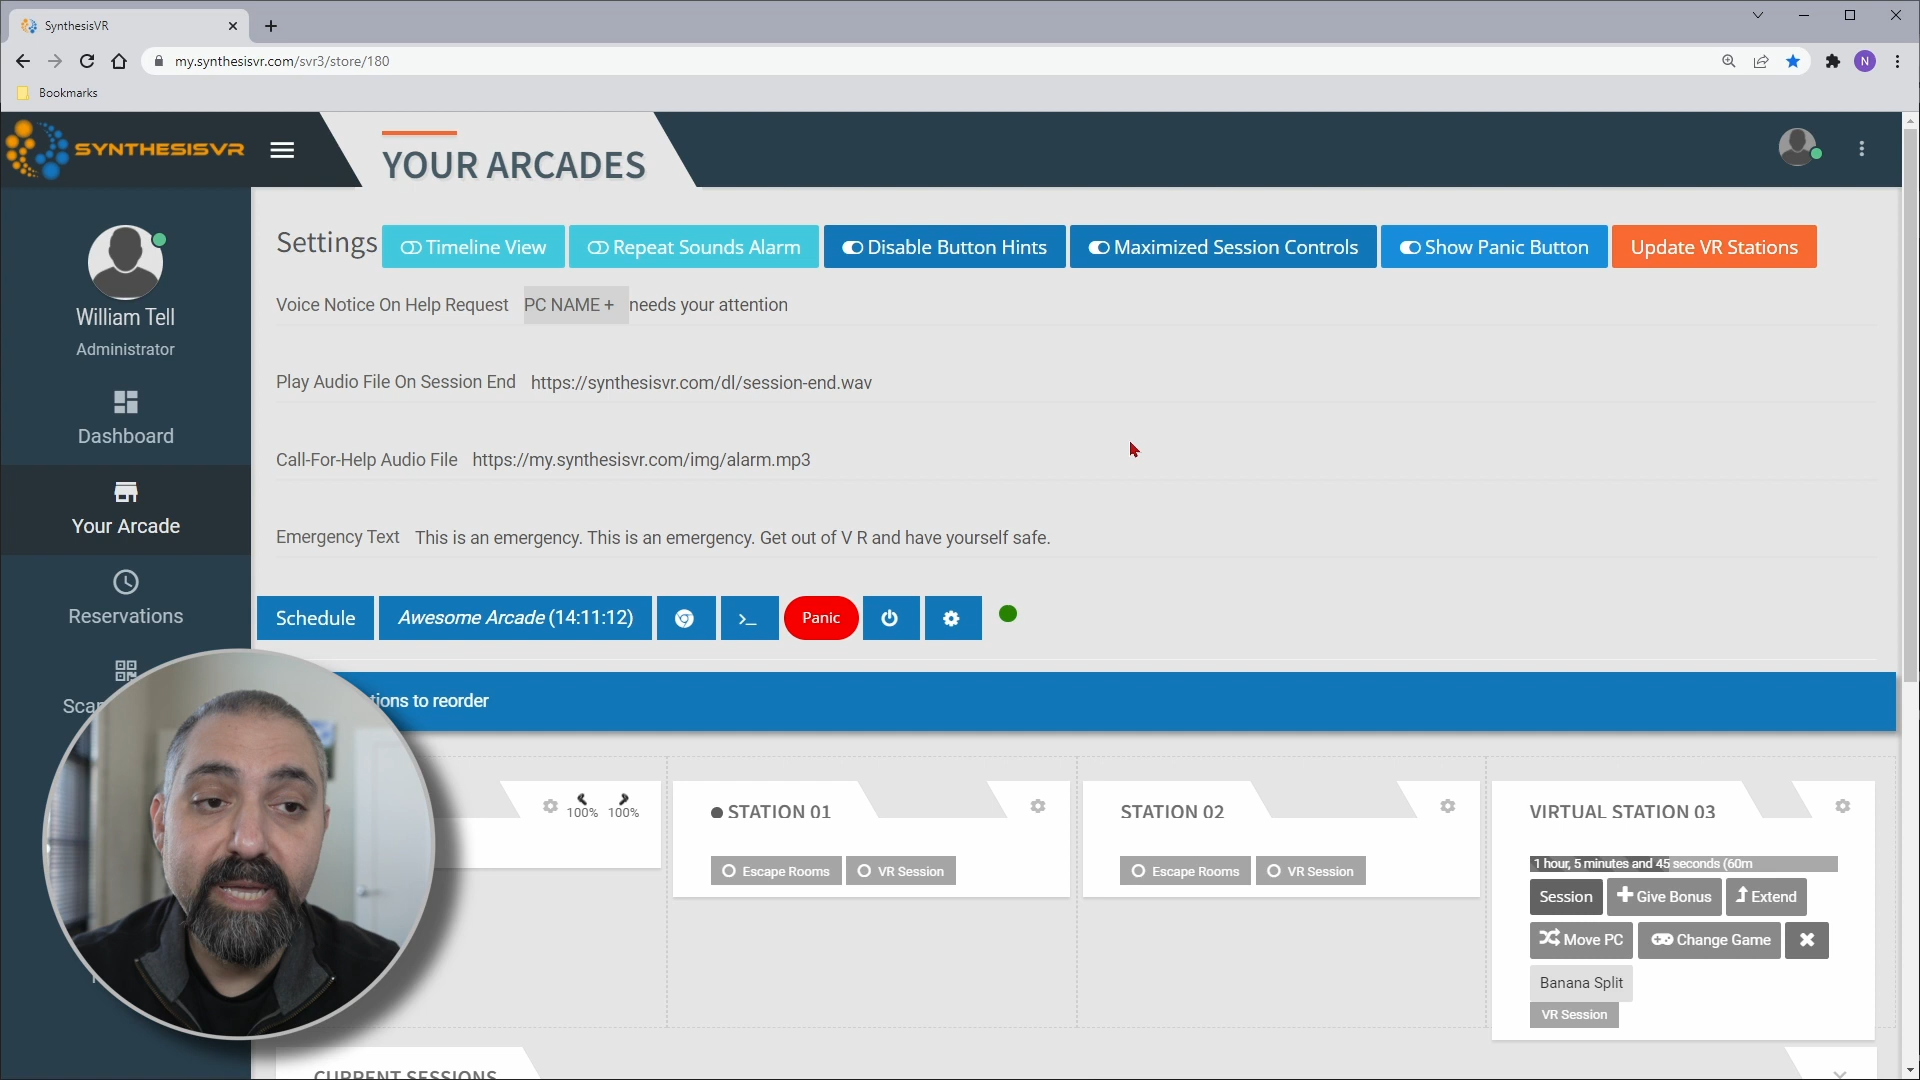 SynthesisVR
my.synthesisvr.com/svr3/store/180
N
Bookmarks
SYNTHESISVR
YOUR ARCADES
William Tell
Administrator
Dashboard
Your Arcade
Reservations
Settings
Timeline View
Repeat Sounds Alarm
Disable Button Hints
Maximized Session Controls
Show Panic Button
Update VR Stations
Voice Notice On Help Request PC NAME + needs your attention
Play Audio File On Session End https://synthesisvr.com/dl/session-end.wav
Call-For-Help Audio File https://my.synthesisvr.com/img/alarm.mp3
Emergency Text This is an emergency. This is an emergency. Get out of V R and have yourself safe.
Schedule
Awesome Arcade (14:11:12)
Panic
to reorder
100% 100%
STATION 01
Escape Rooms
VR Session
STATION 02
Escape Rooms
VR Session
VIRTUAL STATION 03
1 hour, 5 minutes and 45 seconds (60m
Session
Give Bonus
Extend
Move PC
Change Game
Banana Split
VR Session
CURRENT SESSIONS